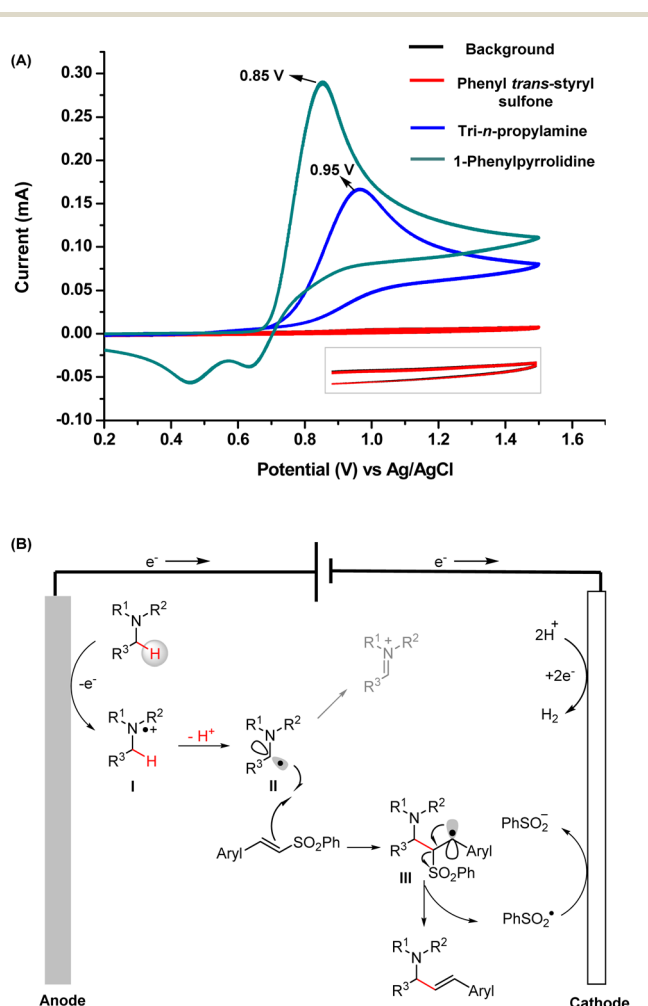 (A)
0.30
0.25
0.20
0.15
0.10
0.05
0.00
-0.05
-0.10
Current (mA)
0.85 V
0.95 V
Background
Phenyl trans-styryl
sulfone
Tri-n-propylamine
1-Phenylpyrrolidine
0.2 0.4 0.6 0.8 1.0 1.2 1.4 1.6
Potential (V) vs Ag/AgCl
(B)
e⁻
e⁻
R¹ R²
N
R³ H
-e⁻
R¹ R²
N •+
R³ H
I
- H⁺
R¹ R²
N
R³ •
II
R¹ + R²
N
R³
Aryl SO₂Ph
R¹ R²
N •
R³ Aryl
SO₂Ph
III
R¹ R²
N
R³ Aryl
2H⁺
+2e⁻
H₂
PhSO₂⁻
PhSO₂•
Anode
Cathode